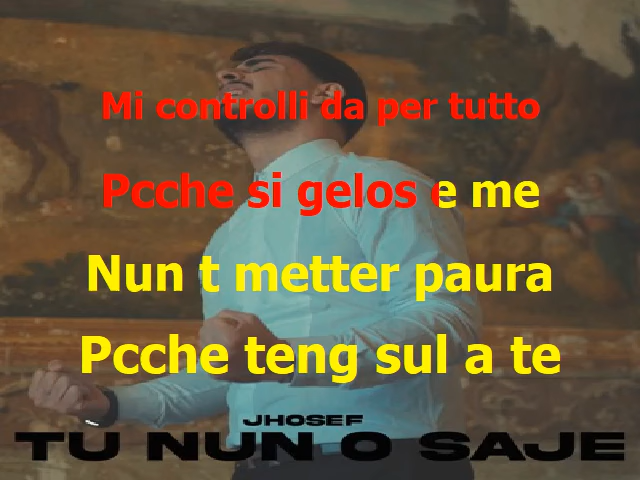 Mi controlli da per tutto
Pcche si gelos e me
Nun t metter paura
Pcche teng sul a te
JHOSEF
TU NUN O SAJE